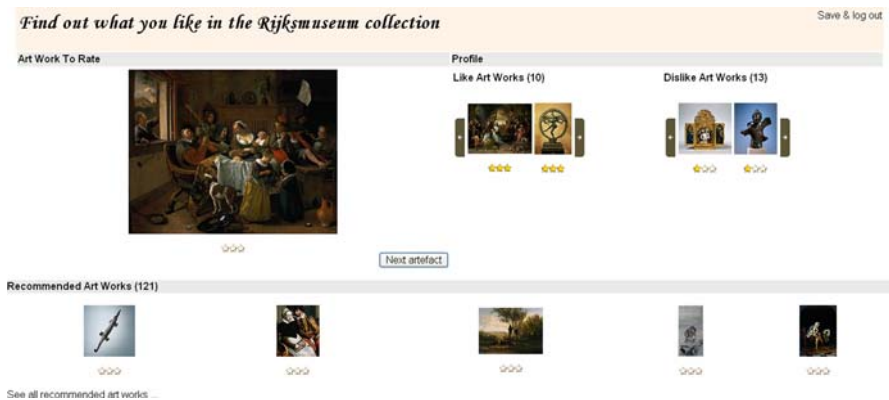 Find out what you like in the Rijksmuseum collection
Save & log out
Art Work To Rate
Profile
Like Art Works (10)
Dislike Art Works (13)
Next artefact
Recommended Art Works (121)
See all recommended art works...